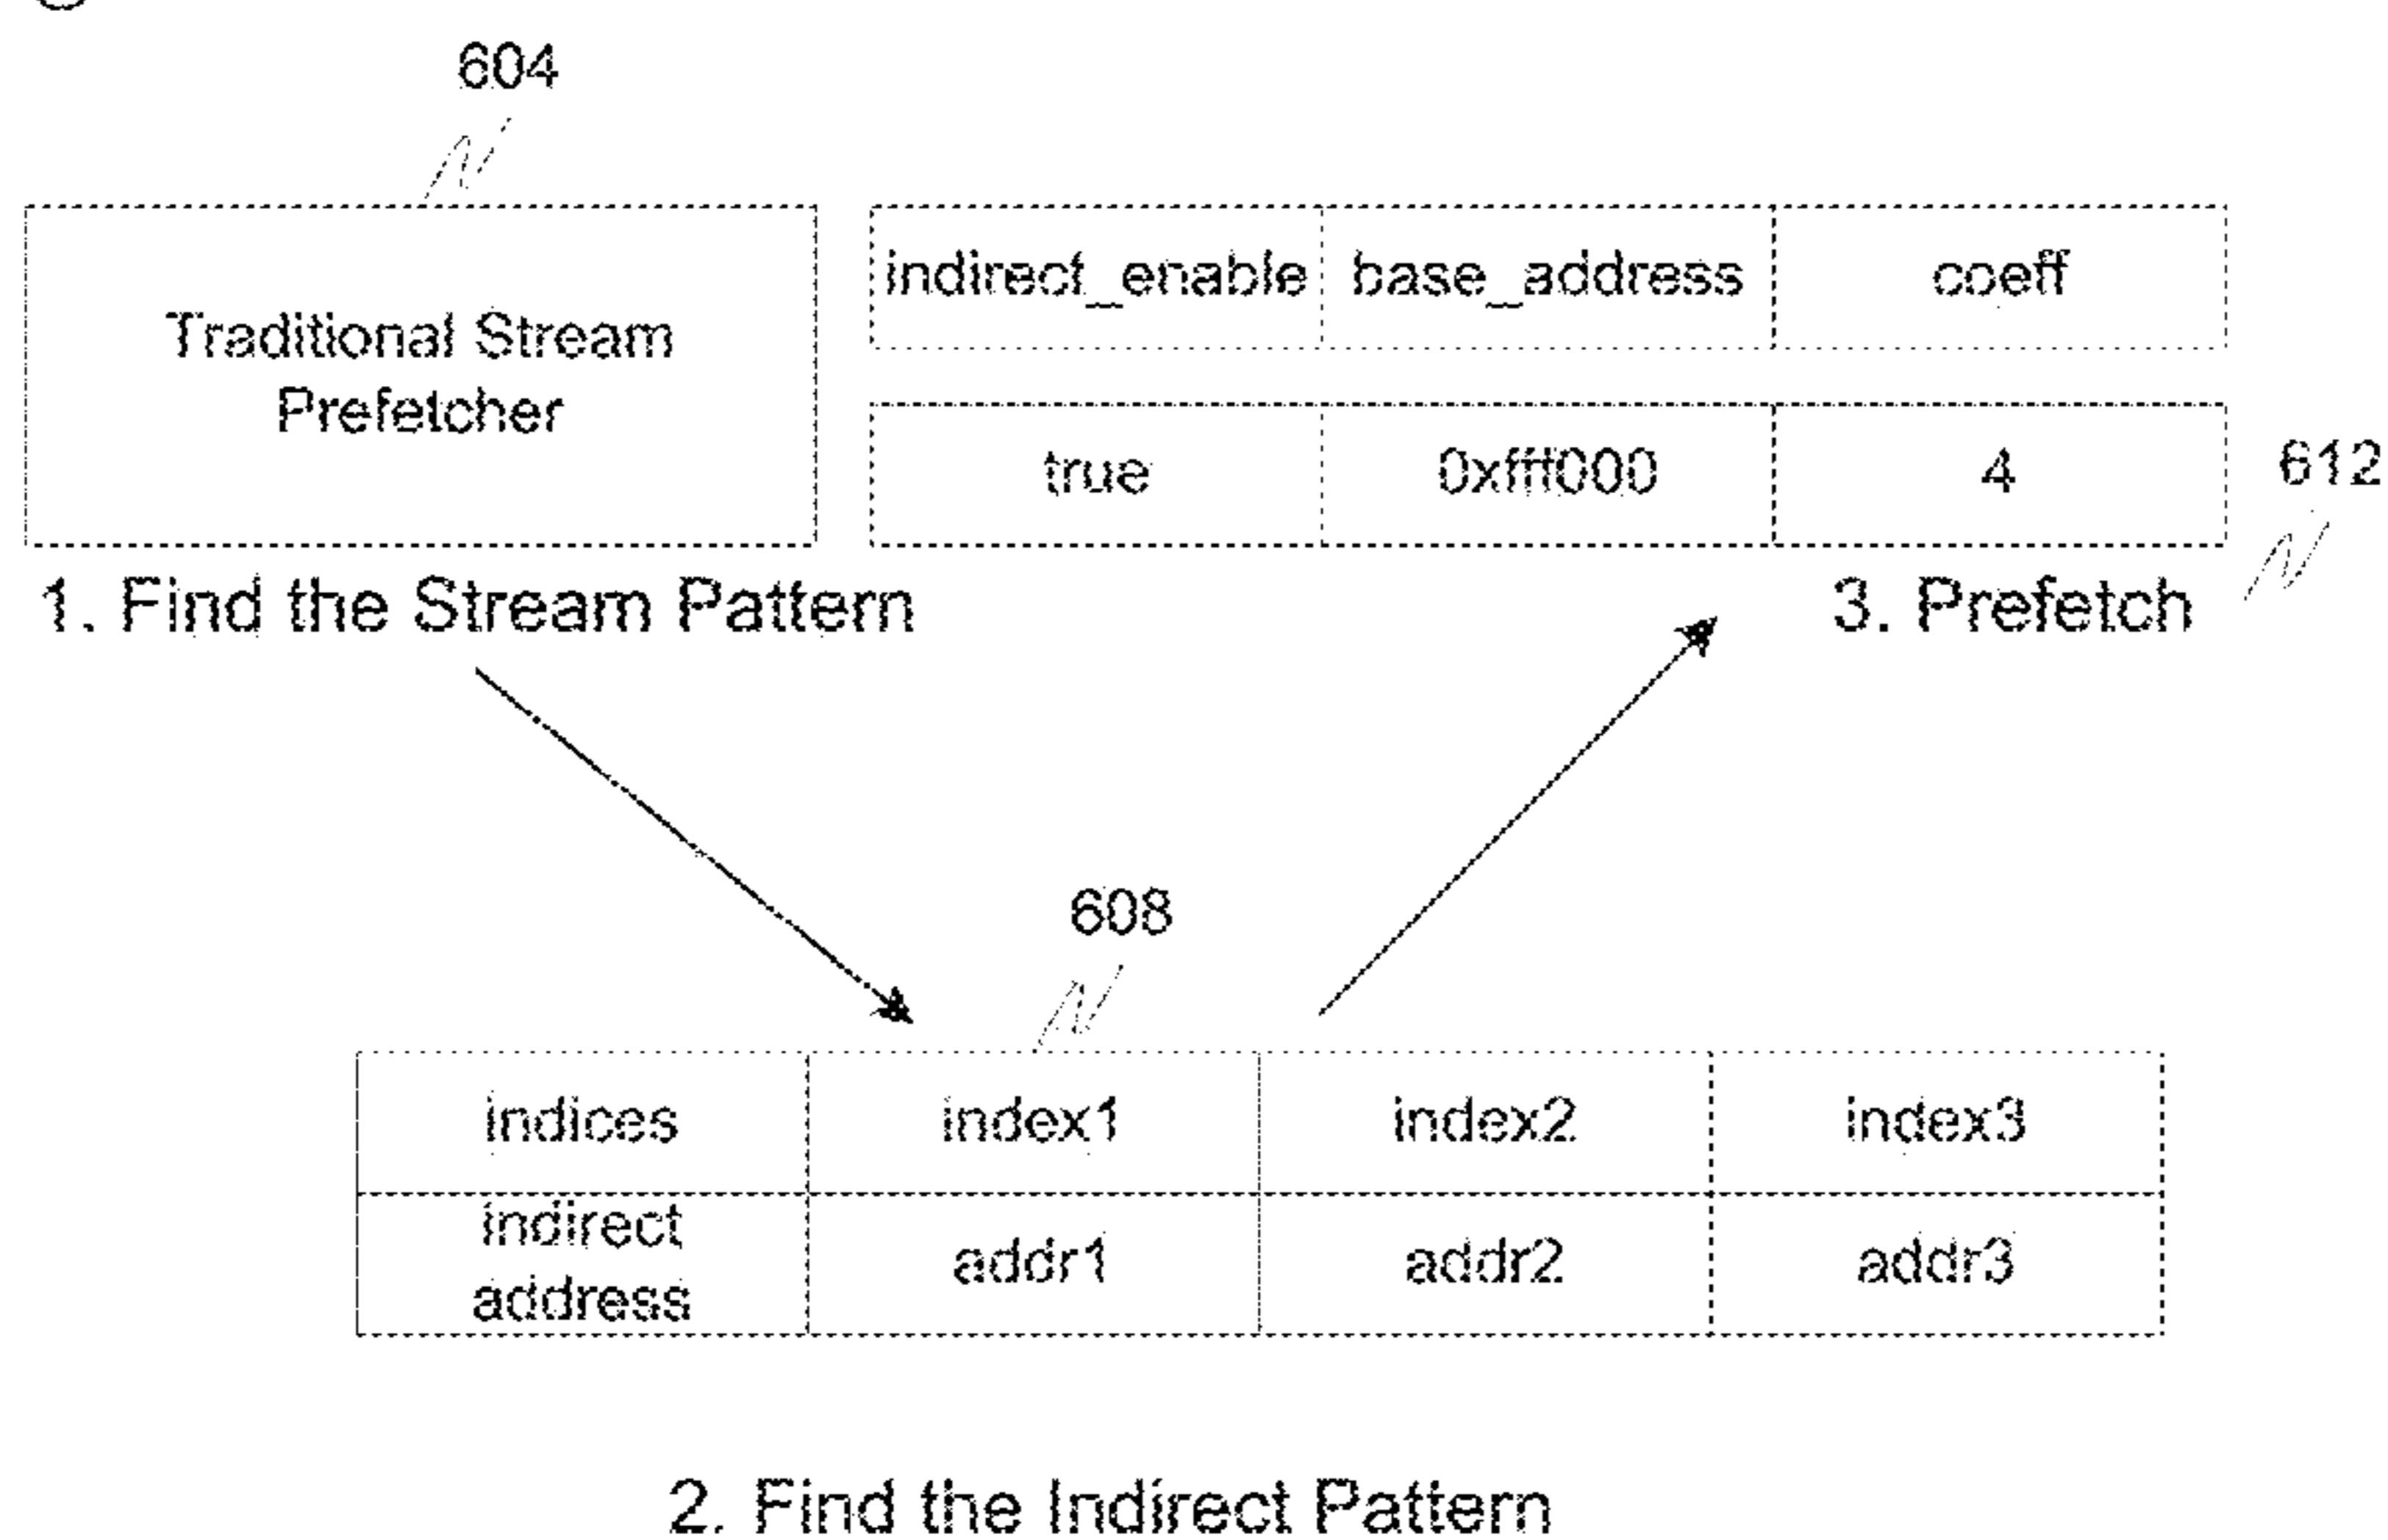 604
Traditional Stream
Prefetcher
indirect_enable base_address coeff
true 0xfff000 4
612
1. Find the Stream Pattern
3. Prefetch
608
indices index1 index2 index3
indirect
address addr1 addr2 addr3
2. Find the Indirect Pattern